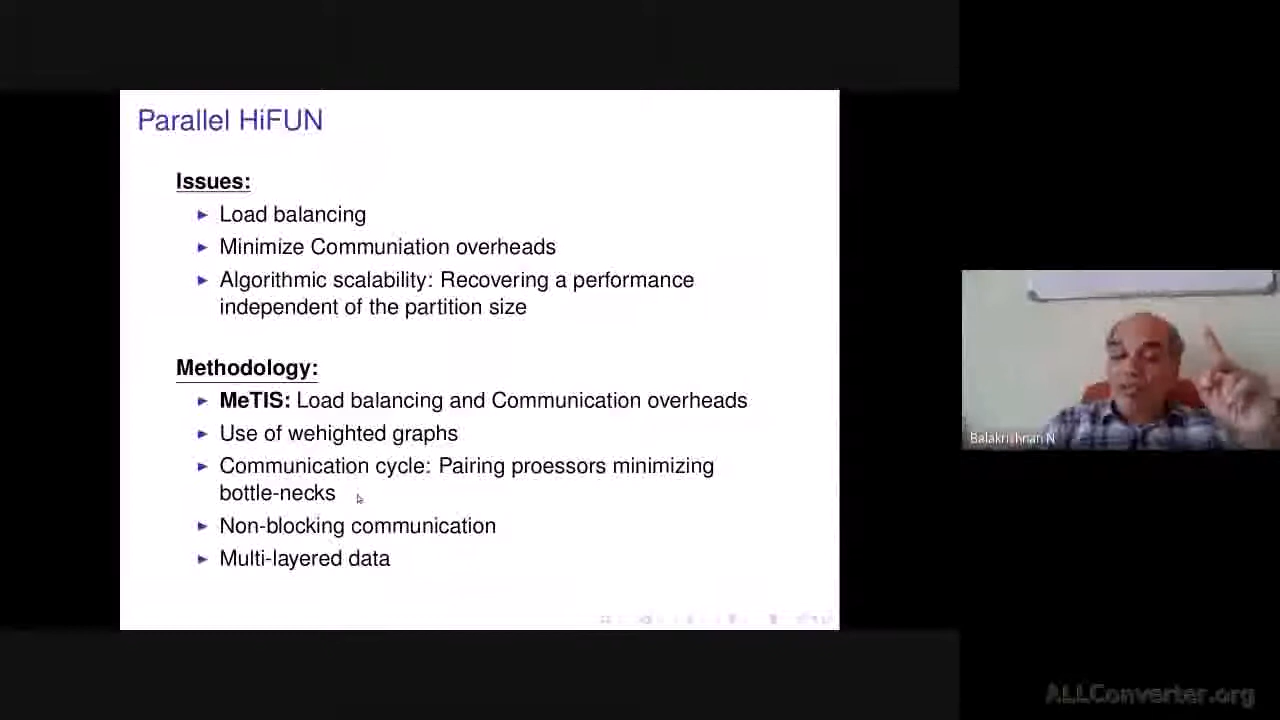 Parallel HiFUN
Issues:
► Load balancing
► Minimize Communiation overheads
► Algorithmic scalability: Recovering a performance
independent of the partition size
Methodology:
► MeTIS: Load balancing and Communication overheads
► Use of wehighted graphs
► Communication cycle: Pairing proessors minimizing
bottle-necks
► Non-blocking communication
► Multi-layered data
Balakrishnan N
ALLConverter.org